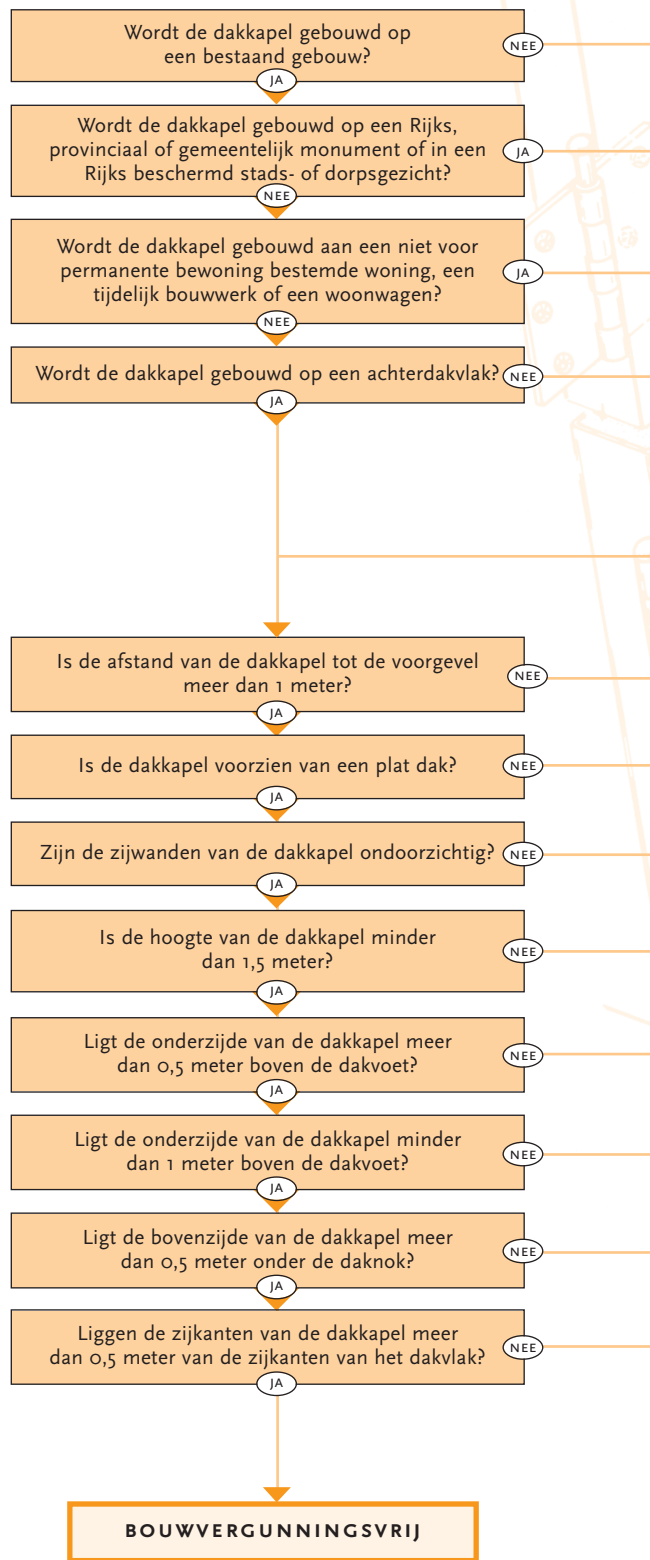 Wordt de dakkapel gebouwd op
een bestaand gebouw?
NEE
JA
Wordt de dakkapel gebouwd op een Rijks,
provinciaal of gemeentelijk monument of in een
Rijks beschermd stads- of dorpsgezicht?
JA
NEE
Wordt de dakkapel gebouwd aan een niet voor
permanente bewoning bestemde woning, een
tijdelijk bouwwerk of een woonwagen?
JA
NEE
Wordt de dakkapel gebouwd op een achterdakvlak?
NEE
JA
Is de afstand van de dakkapel tot de voorgevel
meer dan 1 meter?
NEE
JA
Is de dakkapel voorzien van een plat dak?
NEE
JA
Zijn de zijwanden van de dakkapel ondoorzichtig?
NEE
JA
Is de hoogte van de dakkapel minder
dan 1,5 meter?
NEE
JA
Ligt de onderzijde van de dakkapel meer
dan 0,5 meter boven de dakvoet?
NEE
JA
Ligt de onderzijde van de dakkapel minder
dan 1 meter boven de dakvoet?
NEE
JA
Ligt de bovenzijde van de dakkapel meer
dan 0,5 meter onder de daknok?
NEE
JA
Liggen de zijkanten van de dakkapel meer
dan 0,5 meter van de zijkanten van het dakvlak?
NEE
JA
BOUWVERGUNNINGSVRIJ